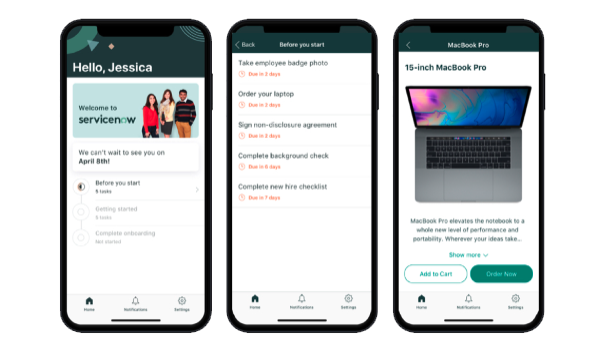 Hello, Jessica
Welcome to
servicenow
We can't wait to see you on
April 8th!
Before you start
5 tasks
Getting started
5 tasks
Complete onboarding
Not started
Home
Notifications
Settings
Back
Before you start
Take employee badge photo
Due in 2 days
Order your laptop
Due in 2 days
Sign non-disclosure agreement
Due in 2 days
Complete background check
Due in 6 days
Complete new hire checklist
Due in 7 days
Home
Notifications
Settings
MacBook Pro
15-inch MacBook Pro
MacBook Pro elevates the notebook to a
whole new level of performance and
portability. Wherever your ideas take...
Show more
Add to Cart
Order Now
Home
Notifications
Settings